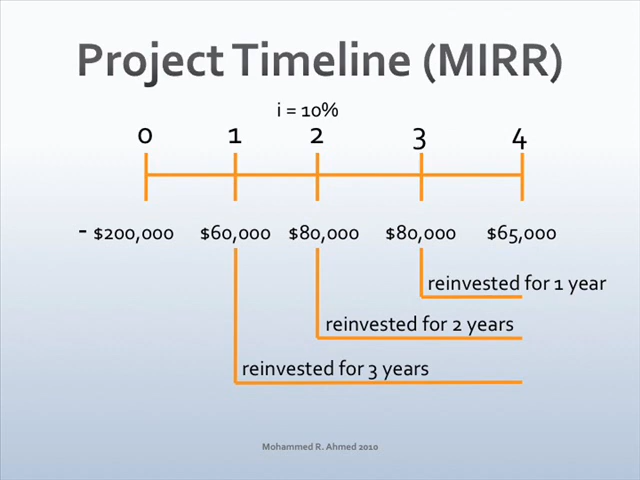 Project Timeline (MIRR)
i = 10%
0 1 2 3 4
- $200,000 $60,000 $80,000 $80,000 $65,000
reinvested for 1 year
reinvested for 2 years
reinvested for 3 years
Mohammed R. Ahmed 2010